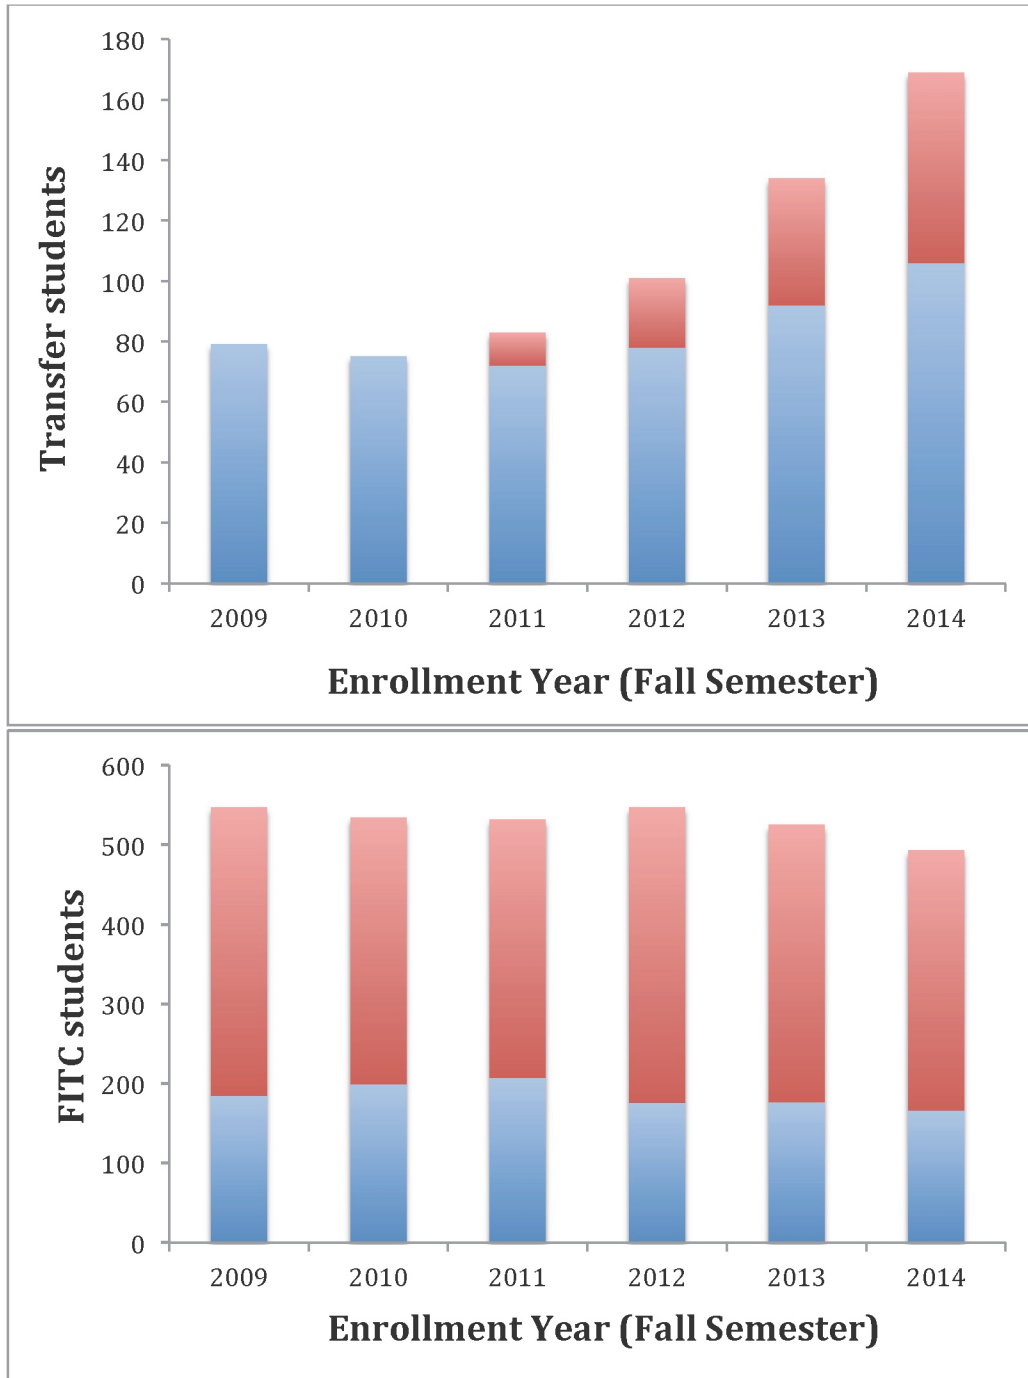 180
160
140
120
100
80
60
40
20
0
Transfer students
2009 2010 2011 2012 2013 2014
Enrollment Year (Fall Semester)
600
500
400
300
200
100
0
FITC students
2009 2010 2011 2012 2013 2014
Enrollment Year (Fall Semester)